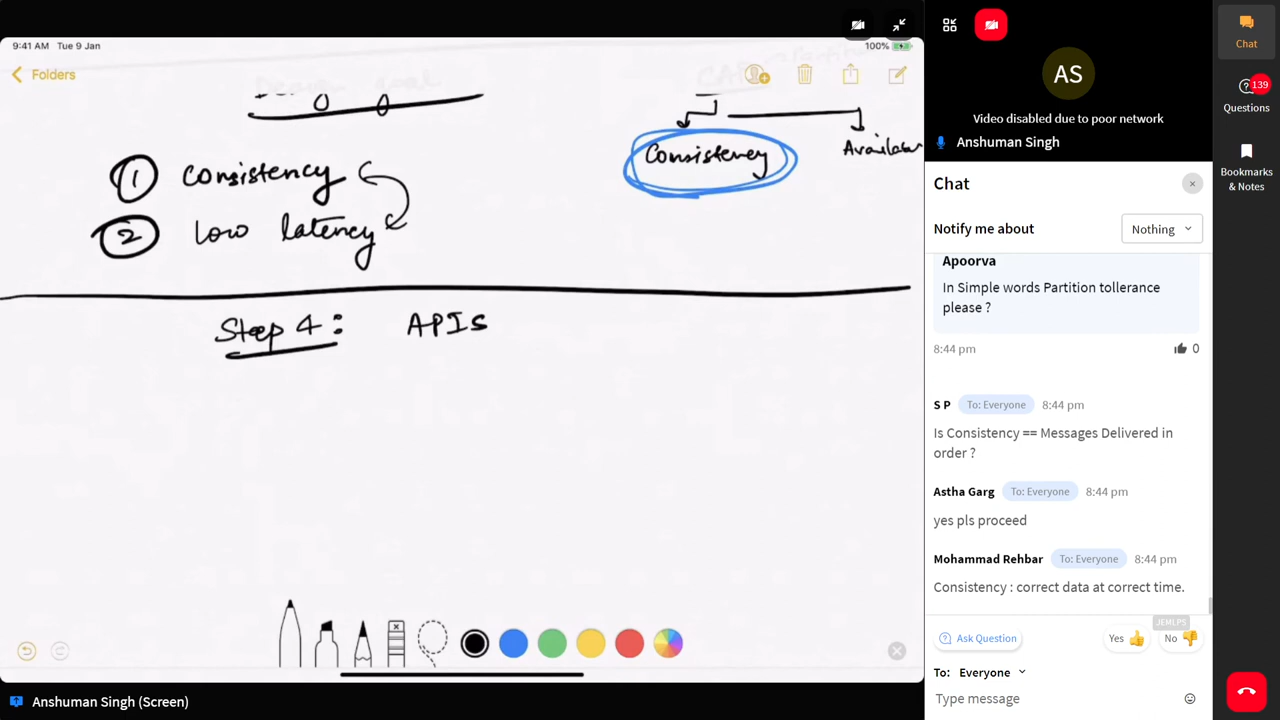 9:41 AM Tue 9 Jan
100%
Folders
CAP
Consistency
① consistency
② low latency
Step 4: APIs
Anshuman Singh (Screen)
AS
Video disabled due to poor network
Anshuman Singh
Chat
Notify me about
Nothing
Apoorva
In Simple words Partition tollerance
please ?
8:44 pm
0
S P To: Everyone 8:44 pm
Is Consistency == Messages Delivered in
order ?
Astha Garg To: Everyone 8:44 pm
yes pls proceed
Mohammad Rehbar To: Everyone 8:44 pm
Consistency : correct data at correct time.
JEMLPS
Ask Question
Yes 👍
No 👎
To: Everyone
Type message
Chat
139
Questions
Bookmarks
& Notes